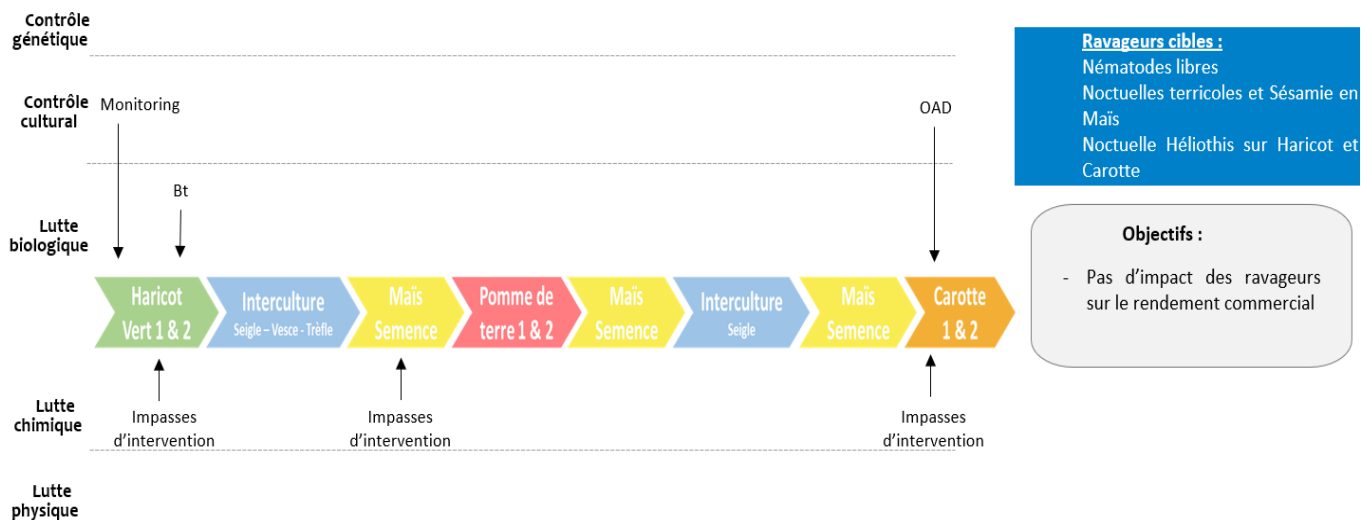 Contrôle
génétique
Contrôle
cultural
Monitoring
OAD
Bt
Lutte
biologique
Haricot
Vert 1 & 2
Interculture
Seigle – Vesce - Trèfle
Maïs
Semence
Pomme de
terre 1 & 2
Maïs
Semence
Interculture
Seigle
Maïs
Semence
Carotte
1 & 2
Lutte
chimique
Impasses
d’intervention
Impasses
d’intervention
Impasses
d’intervention
Lutte
physique
Ravageurs cibles :
Nématodes libres
Noctuelles terricoles et Sésamie en
Maïs
Noctuelle Héliothis sur Haricot et
Carotte
Objectifs :
- Pas d’impact des ravageurs
sur le rendement commercial